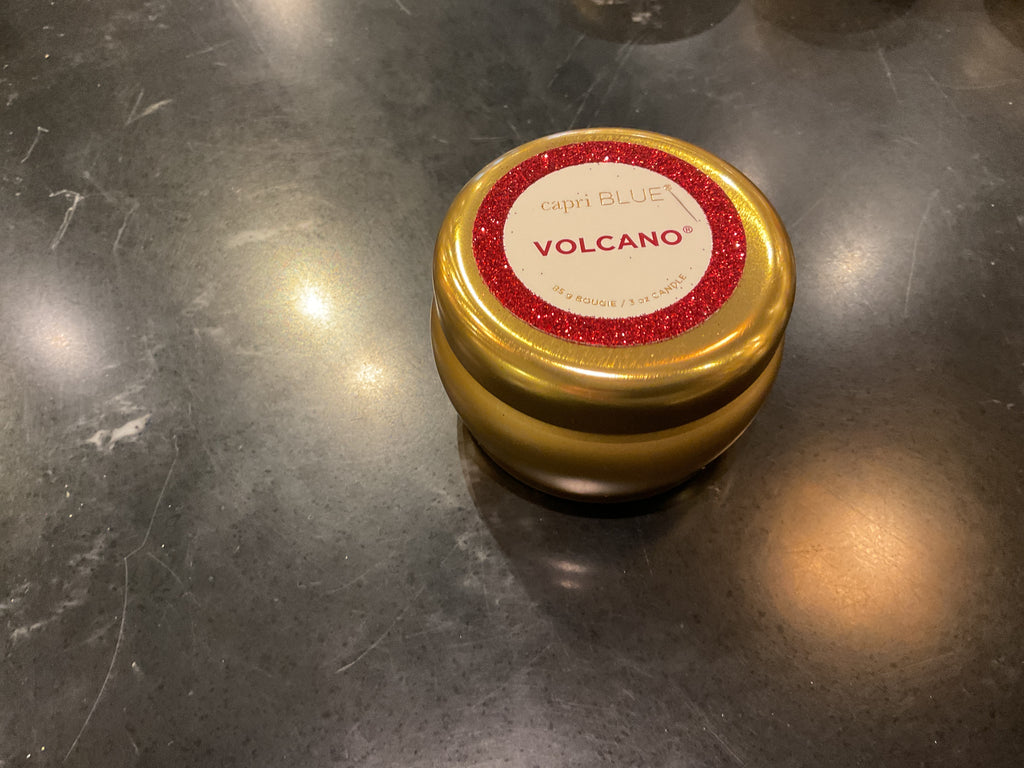 capri BLUE
VOLCANO®
85 g BOUGIE / 3 oz CANDLE